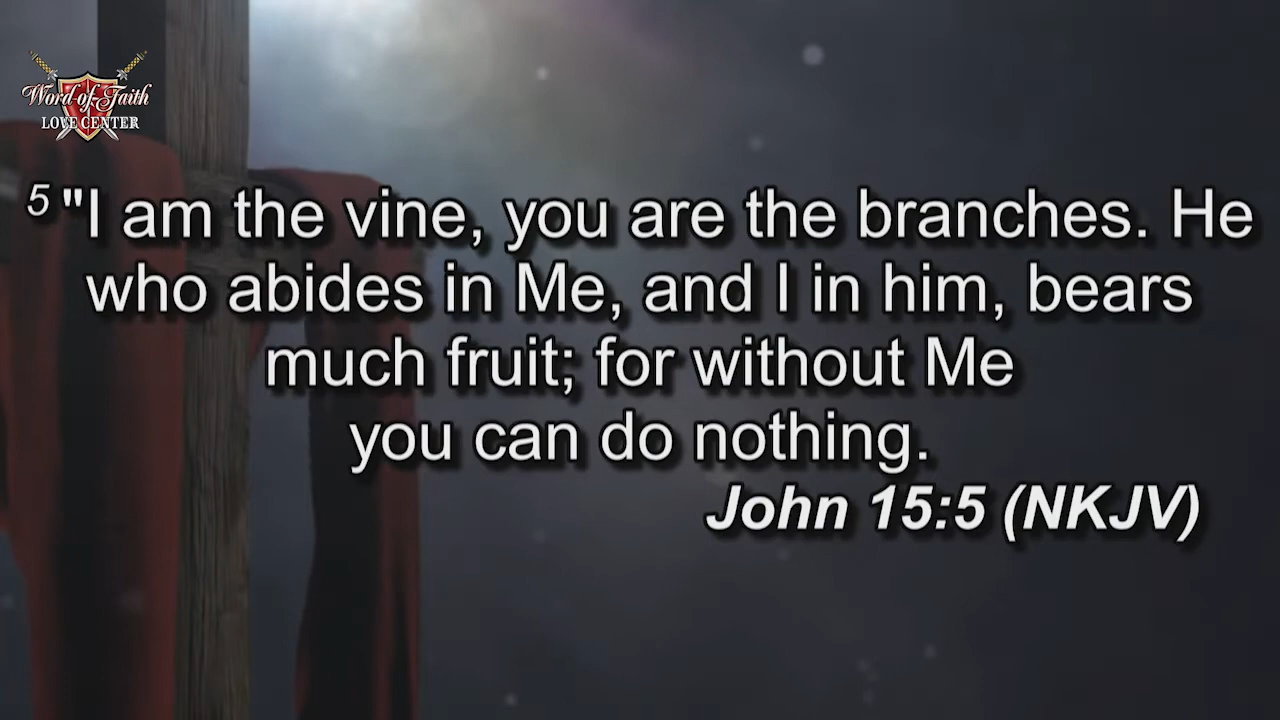 Word of Faith
LOVE CENTER
5 "I am the vine, you are the branches. He
who abides in Me, and I in him, bears
much fruit; for without Me
you can do nothing.
John 15:5 (NKJV)